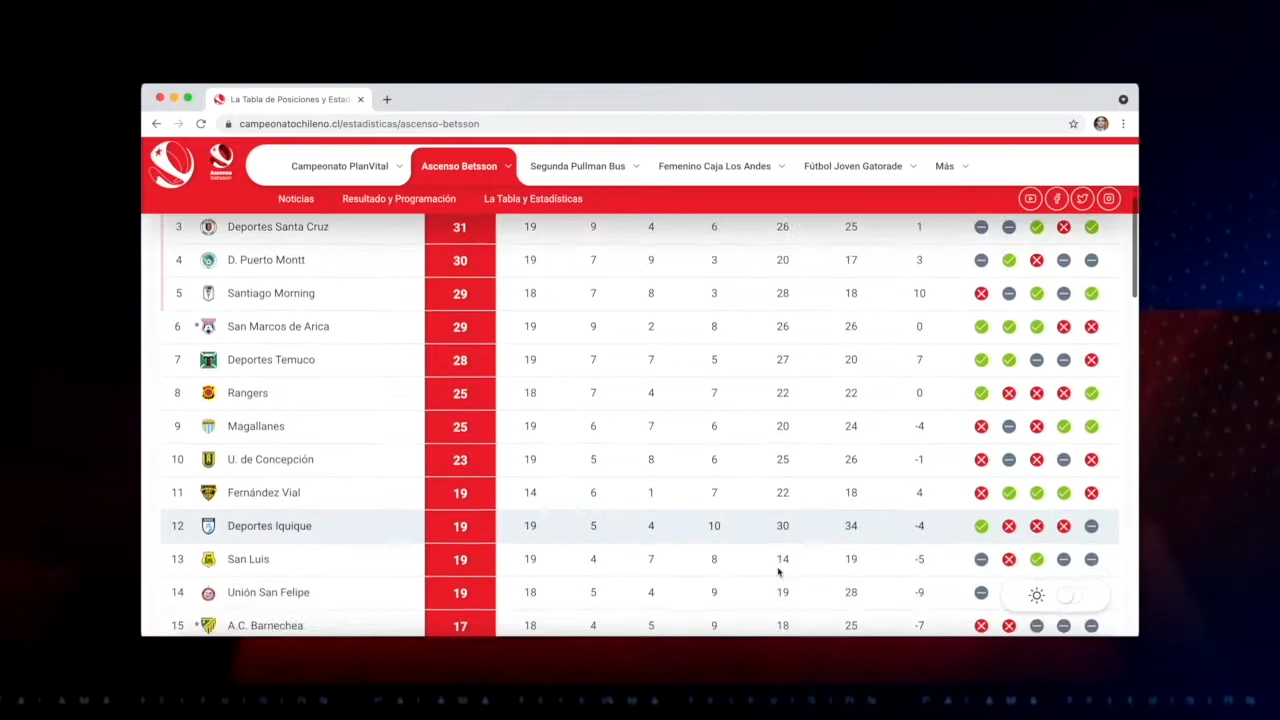 La Tabla de Posiciones y Estad
campeonatochileno.cl/estadisticas/ascenso-betsson
Ascenso betsson
Campeonato PlanVital Ascenso Betsson Segunda Pullman Bus Femenino Caja Los Andes Fútbol Joven Gatorade Más
Noticias Resultado y Programación La Tabla y Estadísticas
3 Deportes Santa Cruz 31 19 9 4 6 26 25 1
4 D. Puerto Montt 30 19 7 9 3 20 17 3
5 Santiago Morning 29 18 7 8 3 28 18 10
6 * San Marcos de Arica 29 19 9 2 8 26 26 0
7 Deportes Temuco 28 19 7 7 5 27 20 7
8 Rangers 25 18 7 4 7 22 22 0
9 Magallanes 25 19 6 7 6 20 24 -4
10 U. de Concepción 23 19 5 8 6 25 26 -1
11 Fernández Vial 19 14 6 1 7 22 18 4
12 Deportes Iquique 19 19 5 4 10 30 34 -4
13 San Luis 19 19 4 7 8 14 19 -5
14 Unión San Felipe 19 18 5 4 9 19 28 -9
15 * A.C. Barnechea 17 18 4 5 9 18 25 -7